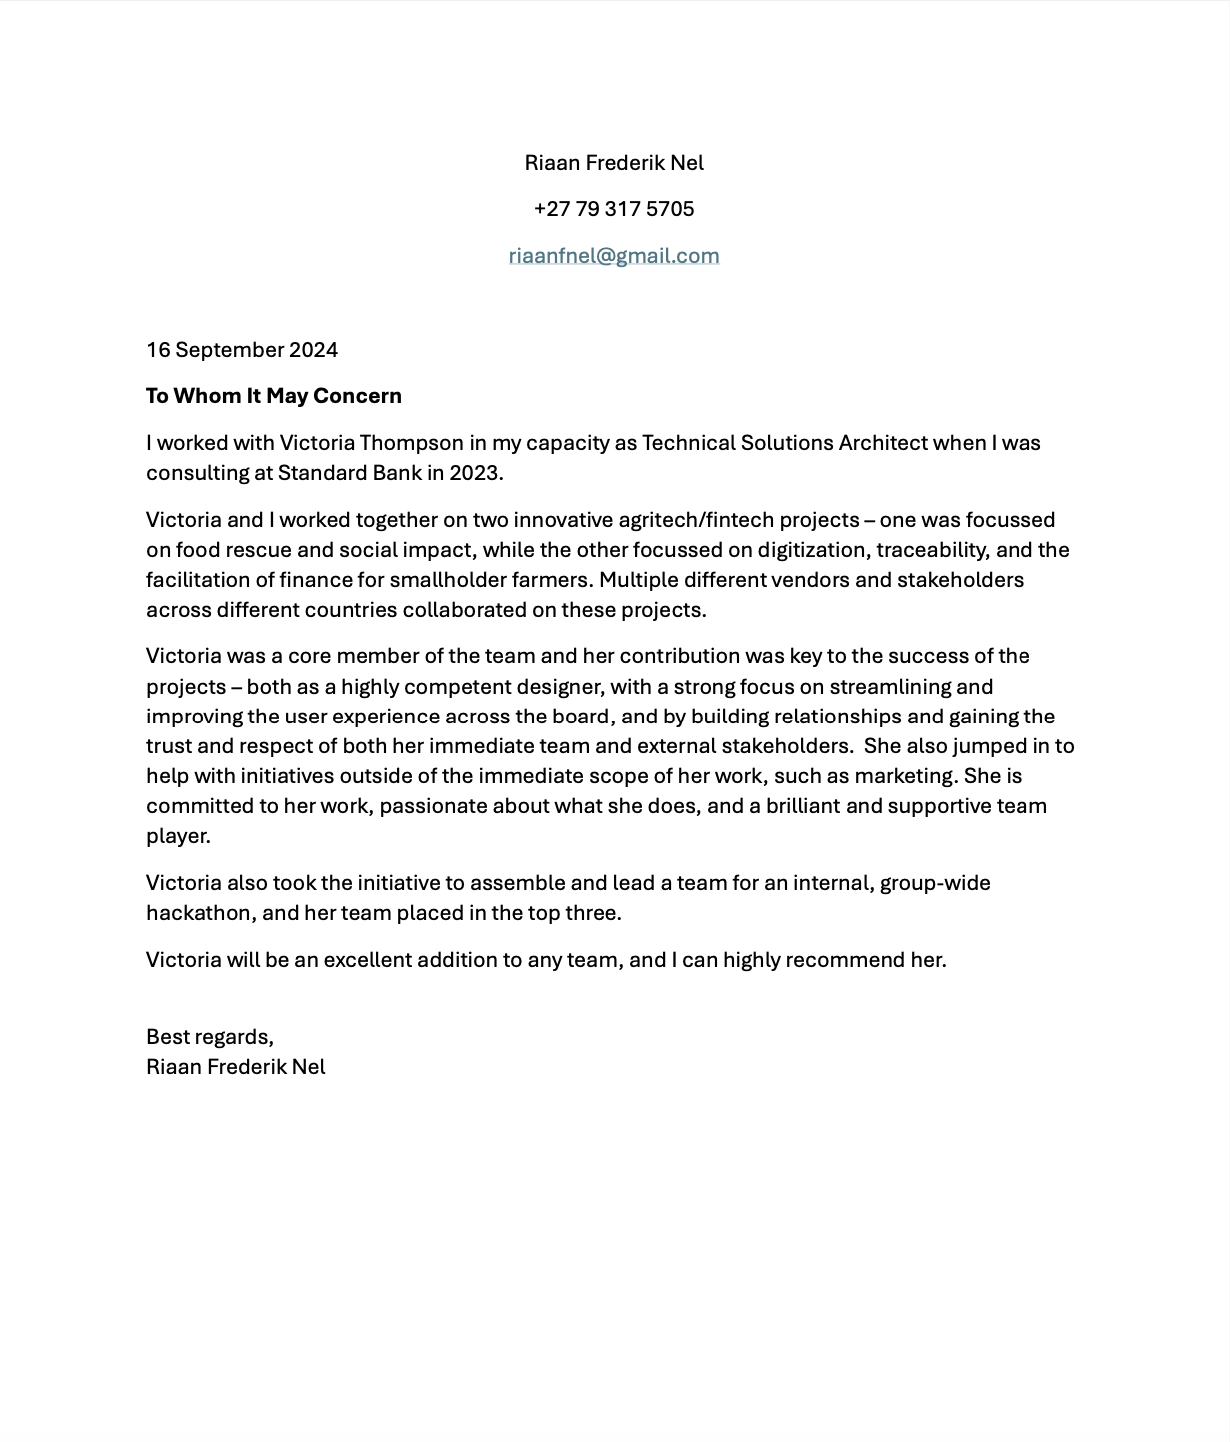 Riaan Frederik Nel
+27 79 317 5705
riaanfnel@gmail.com
16 September 2024
To Whom It May Concern
I worked with Victoria Thompson in my capacity as Technical Solutions Architect when I was
consulting at Standard Bank in 2023.
Victoria and I worked together on two innovative agritech/fintech projects – one was focussed
on food rescue and social impact, while the other focussed on digitization, traceability, and the
facilitation of finance for smallholder farmers. Multiple different vendors and stakeholders
across different countries collaborated on these projects.
Victoria was a core member of the team and her contribution was key to the success of the
projects – both as a highly competent designer, with a strong focus on streamlining and
improving the user experience across the board, and by building relationships and gaining the
trust and respect of both her immediate team and external stakeholders.  She also jumped in to
help with initiatives outside of the immediate scope of her work, such as marketing. She is
committed to her work, passionate about what she does, and a brilliant and supportive team
player.
Victoria also took the initiative to assemble and lead a team for an internal, group-wide
hackathon, and her team placed in the top three.
Victoria will be an excellent addition to any team, and I can highly recommend her.
Best regards,
Riaan Frederik Nel